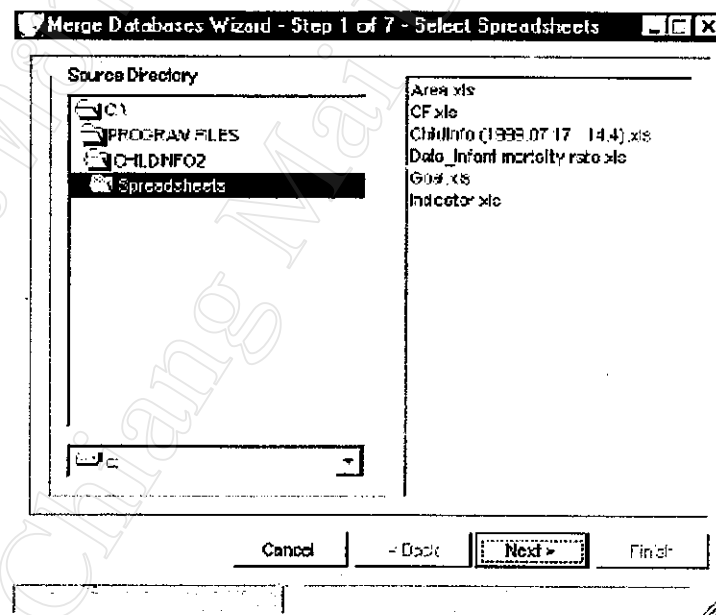 Merge Databases Wizard - Step 1 of 7 - Select Spreadsheets
Source Directory
C:\
PROGRAM FILES
CHILDINFO2
Spreadsheets
c:
Area.xls
CF.xls
ChildInfo (1999.07.17 14.4).xls
Data_Infant mortality rate.xls
Goal.xls
Indicator.xls
Cancel
< Back
Next >
Finish
Chiang Mai